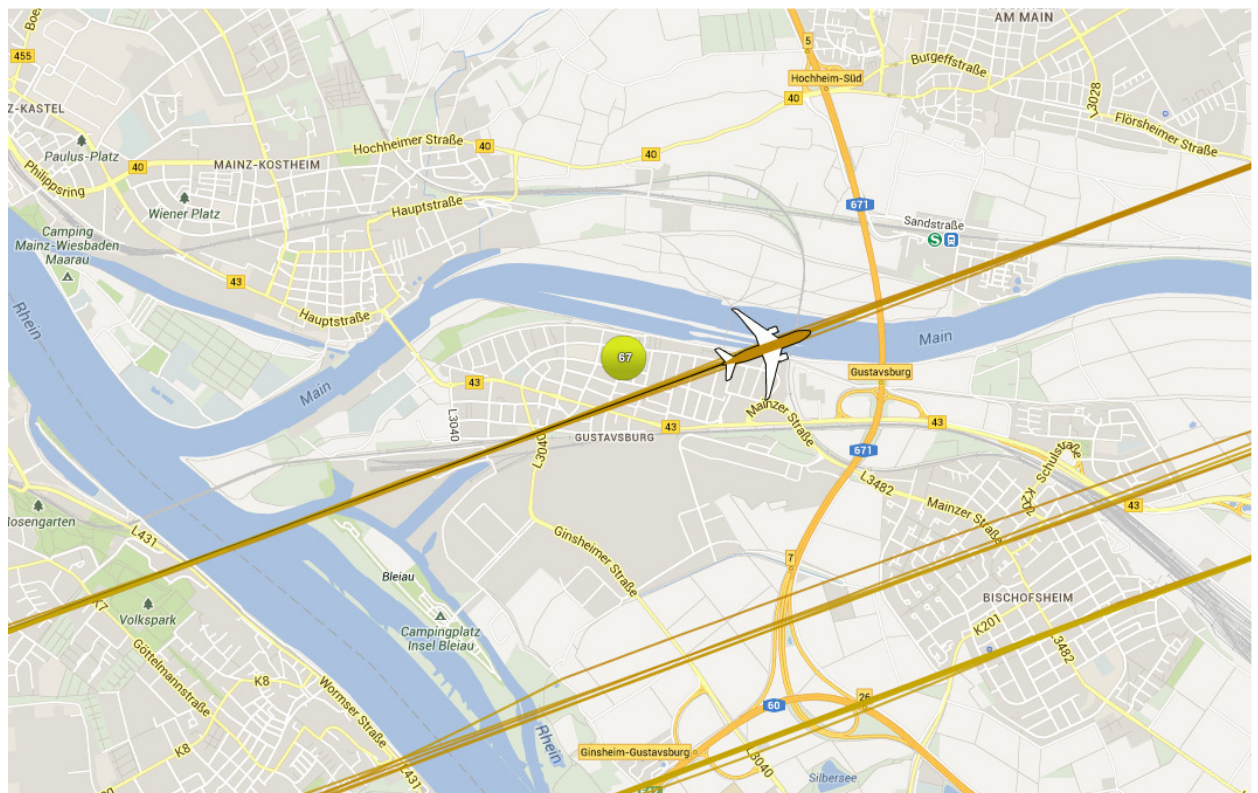 AM MAIN
5
455
Burgeffstraße
Hochheim-Süd
L3028
40
40
Z-KASTEL
Flörsheimer Straße
Paulus-Platz
Hochheimer Straße
40
40
40
MAINZ-KOSTHEIM
Philippsring
Wiener Platz
Hauptstraße
671
Sandstraße
S
Camping
Mainz-Wiesbaden
Maarau
43
Rhein
Hauptstraße
Main
67
Main
43
Gustavsburg
L3040
Mainzer Straße
43
43
GUSTAVSBURG
L3040
671
Schulstraße
L3482
K202
Mainzer Straße
43
Rosengarten
L431
Ginsheimer Straße
7
Bleiau
K7
Volkspark
BISCHOFSHEIM
Campingplatz
Insel Bleiau
K201
3482
Göttelmannstraße
K8
Wormser Straße
26
60
K8
Rhein
Ginsheim-Gustavsburg
L3040
L431
Silbersee